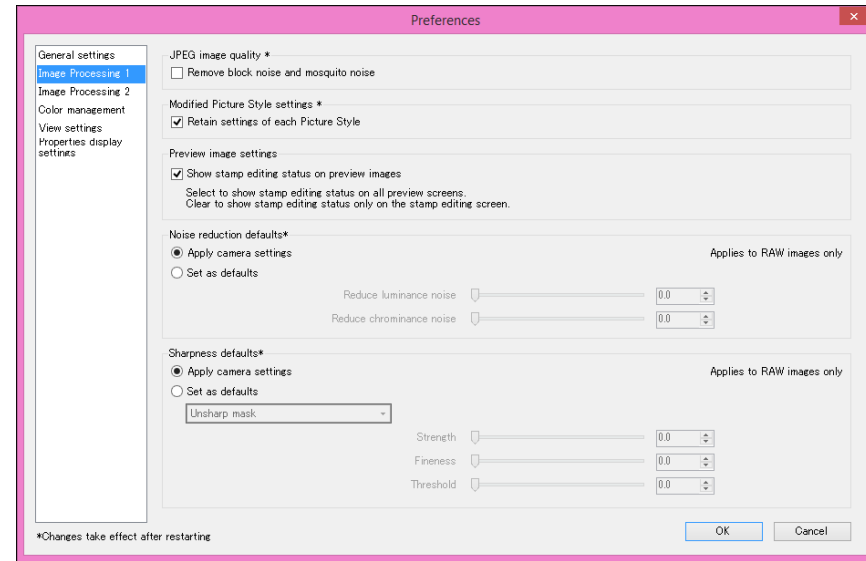 Preferences
General settings
Image Processing 1
Image Processing 2
Color management
View settings
Properties display
settings
JPEG image quality *
Remove block noise and mosquito noise
Modified Picture Style settings *
Retain settings of each Picture Style
Preview image settings
Show stamp editing status on preview images
Select to show stamp editing status on all preview screens.
Clear to show stamp editing status only on the stamp editing screen.
Noise reduction defaults*
Apply camera settings Applies to RAW images only
Set as defaults
Reduce luminance noise 0.0
Reduce chrominance noise 0.0
Sharpness defaults*
Apply camera settings Applies to RAW images only
Set as defaults
Unsharp mask
Strength 0.0
Fineness 0.0
Threshold 0.0
*Changes take effect after restarting
OK Cancel